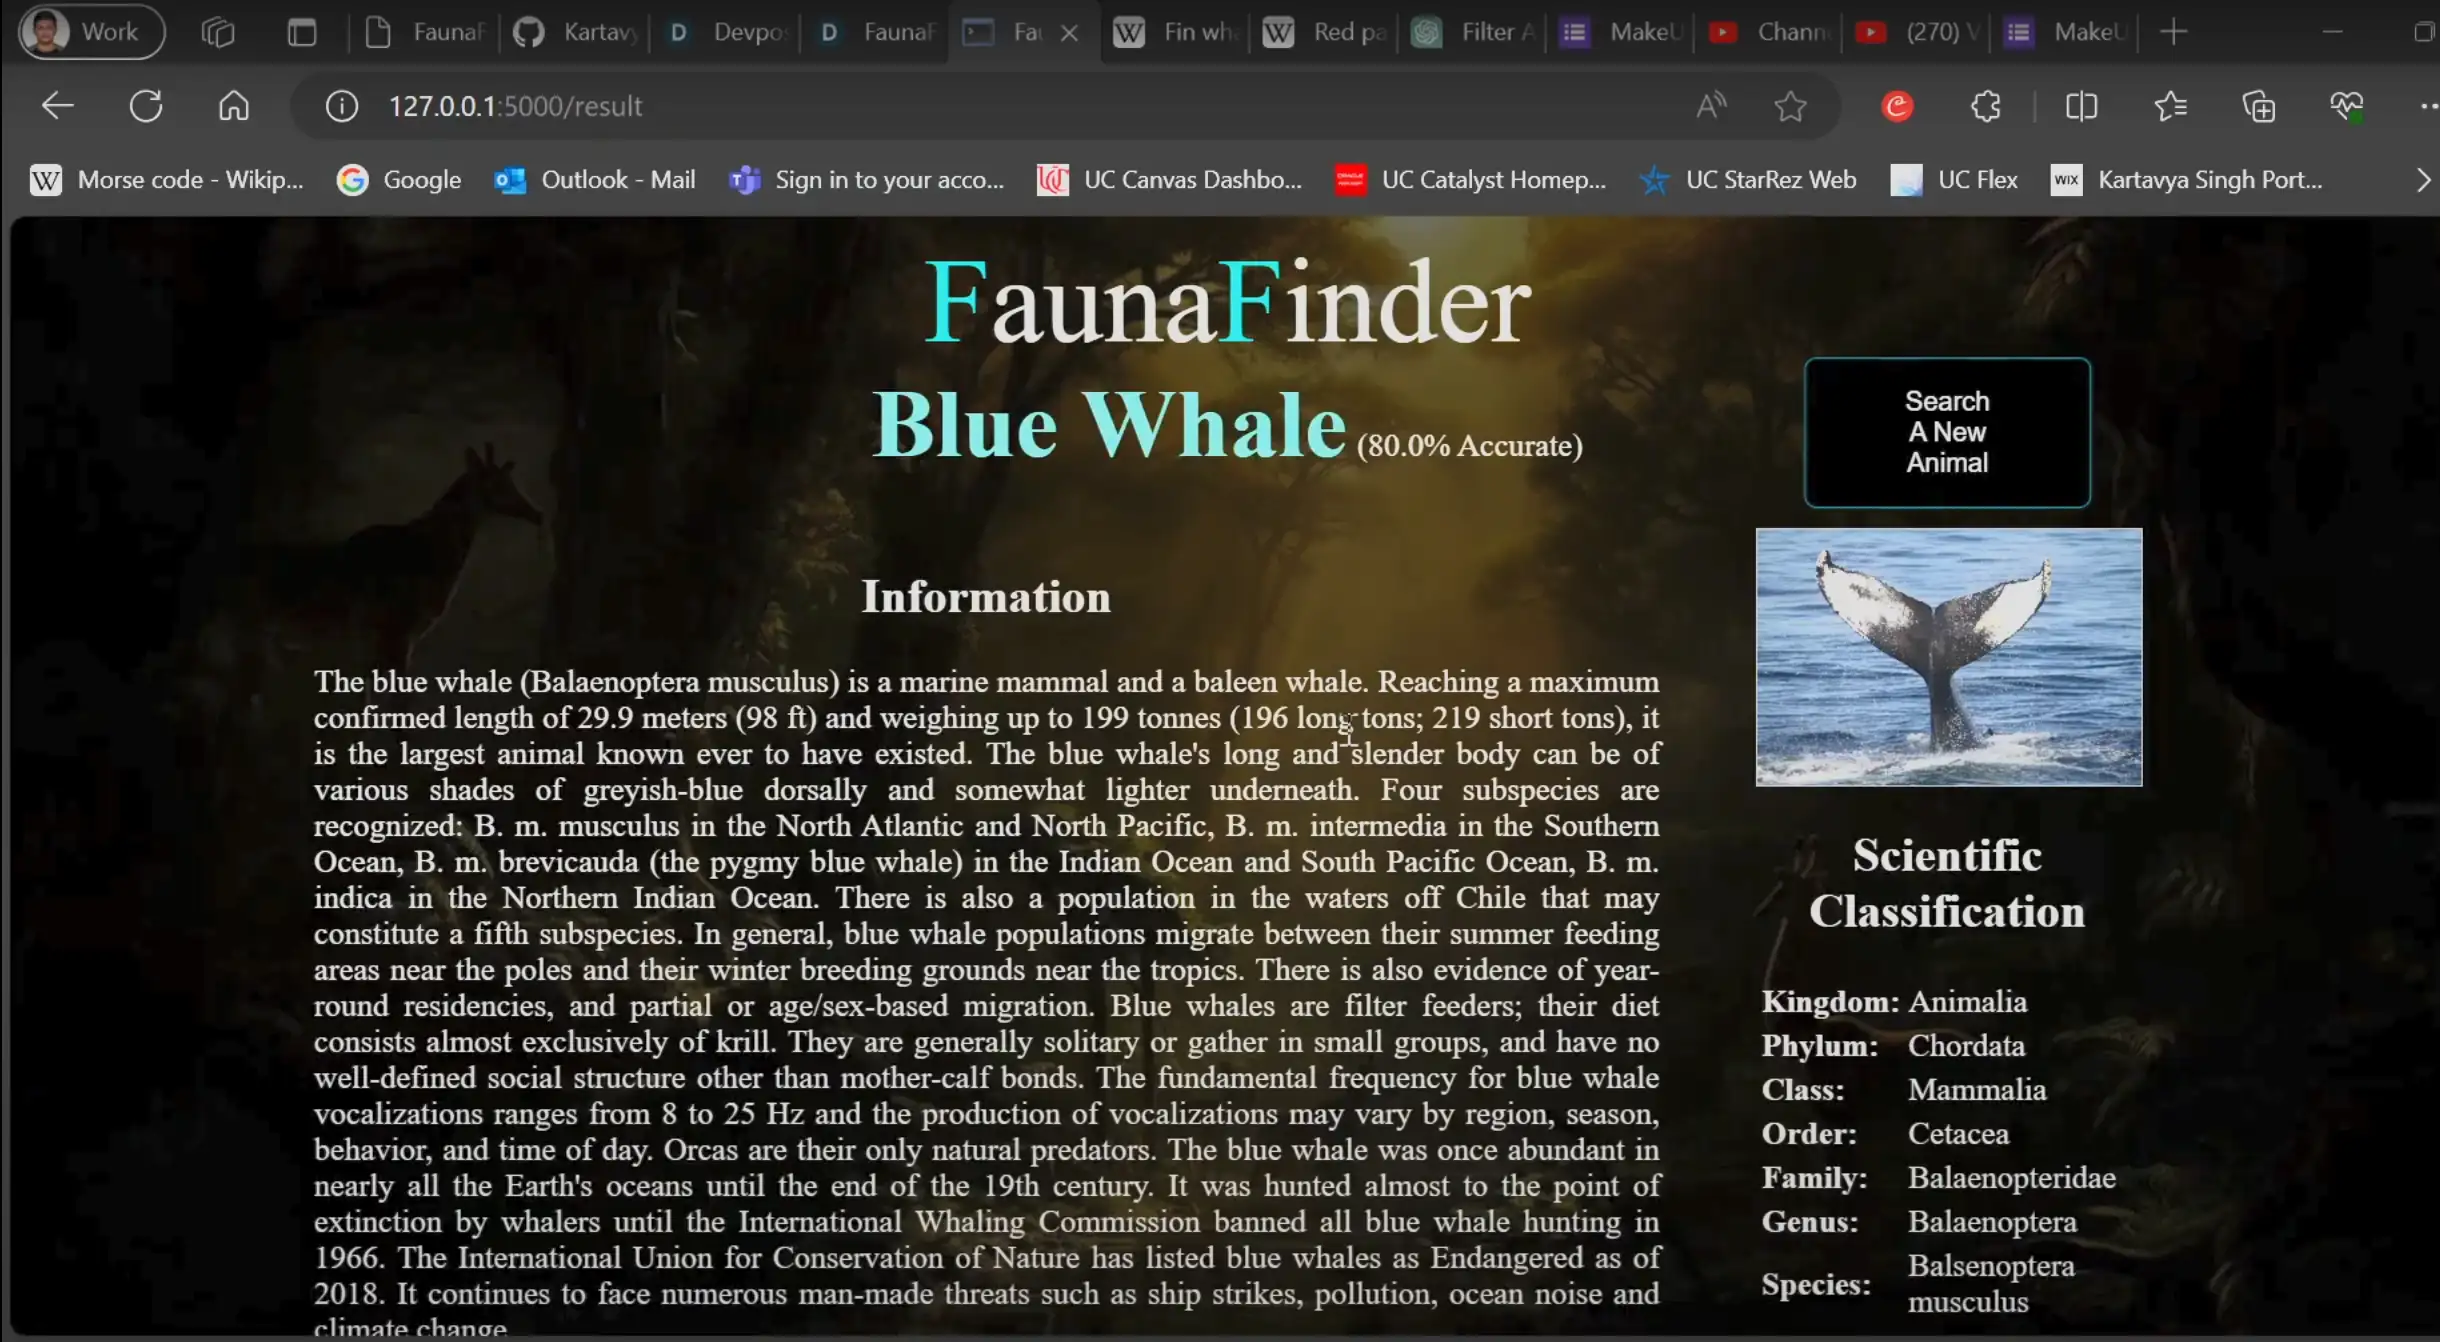 Work
FaunaF
Kartavy
Devpos
FaunaF
Fau
Fin wha
Red pa
Filter A
MakeU
Chann
(270) V
MakeU
127.0.0.1:5000/result
Morse code - Wikip...
Google
Outlook - Mail
Sign in to your acco...
UC Canvas Dashbo...
UC Catalyst Homep...
UC StarRez Web
UC Flex
WIX
Kartavya Singh Port...
FaunaFinder
Blue Whale (80.0% Accurate)
Search
A New
Animal
Information
The blue whale (Balaenoptera musculus) is a marine mammal and a baleen whale. Reaching a maximum
confirmed length of 29.9 meters (98 ft) and weighing up to 199 tonnes (196 long tons; 219 short tons), it
is the largest animal known ever to have existed. The blue whale's long and slender body can be of
various shades of greyish-blue dorsally and somewhat lighter underneath. Four subspecies are
recognized: B. m. musculus in the North Atlantic and North Pacific, B. m. intermedia in the Southern
Ocean, B. m. brevicauda (the pygmy blue whale) in the Indian Ocean and South Pacific Ocean, B. m.
indica in the Northern Indian Ocean. There is also a population in the waters off Chile that may
constitute a fifth subspecies. In general, blue whale populations migrate between their summer feeding
areas near the poles and their winter breeding grounds near the tropics. There is also evidence of year-
round residencies, and partial or age/sex-based migration. Blue whales are filter feeders; their diet
consists almost exclusively of krill. They are generally solitary or gather in small groups, and have no
well-defined social structure other than mother-calf bonds. The fundamental frequency for blue whale
vocalizations ranges from 8 to 25 Hz and the production of vocalizations may vary by region, season,
behavior, and time of day. Orcas are their only natural predators. The blue whale was once abundant in
nearly all the Earth's oceans until the end of the 19th century. It was hunted almost to the point of
extinction by whalers until the International Whaling Commission banned all blue whale hunting in
1966. The International Union for Conservation of Nature has listed blue whales as Endangered as of
2018. It continues to face numerous man-made threats such as ship strikes, pollution, ocean noise and
climate change.
Scientific
Classification
Kingdom: Animalia
Phylum: Chordata
Class: Mammalia
Order: Cetacea
Family: Balaenopteridae
Genus: Balaenoptera
Species: Balsenoptera
musculus